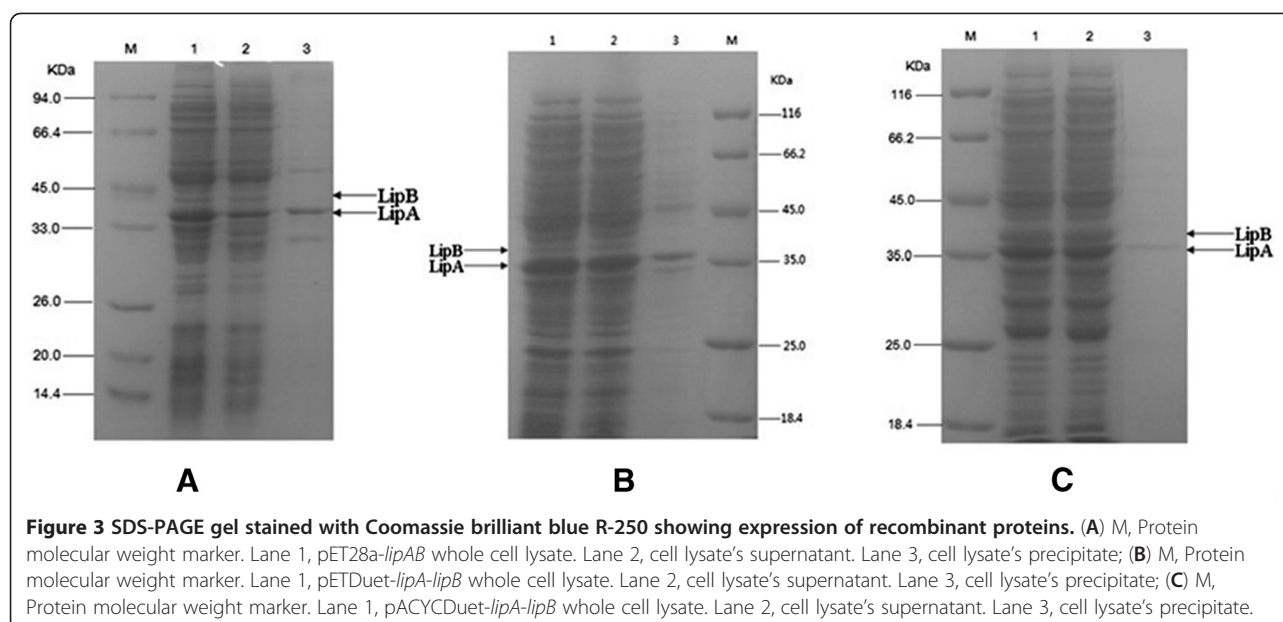 M 1 2 3
KDa
94.0
66.4
45.0
33.0
26.0
20.0
14.4
LipB
LipA
A
1 2 3 M
KDa
116
66.2
45.0
35.0
25.0
18.4
LipB
LipA
B
M 1 2 3
KDa
116
66.2
45.0
35.0
25.0
18.4
LipB
LipA
C
Figure 3 SDS-PAGE gel stained with Coomassie brilliant blue R-250 showing expression of recombinant proteins. (A) M, Protein
molecular weight marker. Lane 1, pET28a-lipAB whole cell lysate. Lane 2, cell lysate's supernatant. Lane 3, cell lysate's precipitate; (B) M, Protein
molecular weight marker. Lane 1, pETDuet-lipA-lipB whole cell lysate. Lane 2, cell lysate's supernatant. Lane 3, cell lysate's precipitate; (C) M,
Protein molecular weight marker. Lane 1, pACYCDuet-lipA-lipB whole cell lysate. Lane 2, cell lysate's supernatant. Lane 3, cell lysate's precipitate.